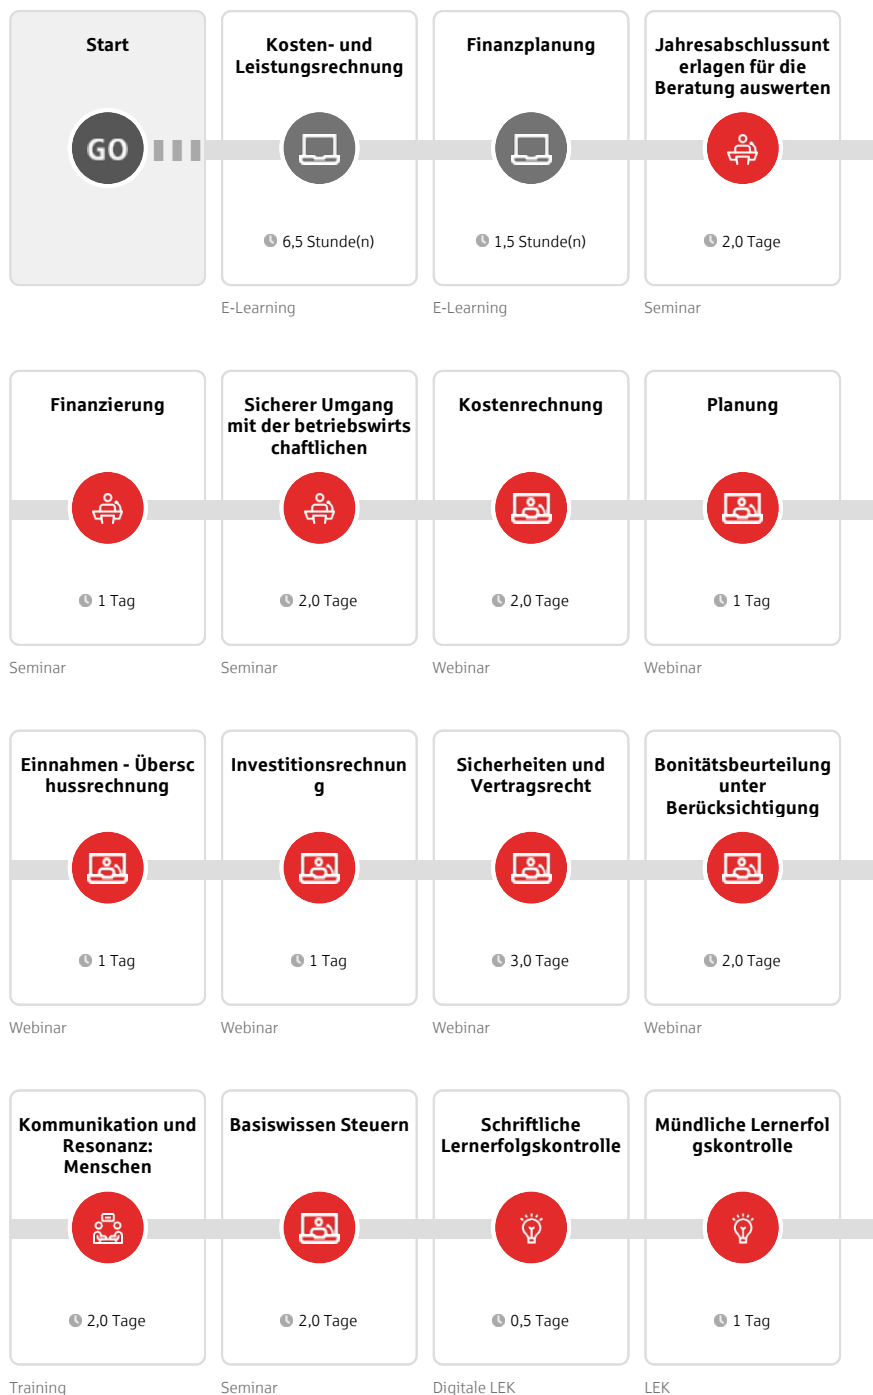 Start
Kosten- und
Leistungsrechnung
Finanzplanung
Jahresabschlussunt
erlagen für die
Beratung auswerten
GO
6,5 Stunde(n)
1,5 Stunde(n)
2,0 Tage
E-Learning
E-Learning
Seminar
Finanzierung
Sicherer Umgang
mit der betriebswirts
chaftlichen
Kostenrechnung
Planung
1 Tag
2,0 Tage
2,0 Tage
1 Tag
Seminar
Seminar
Webinar
Webinar
Einnahmen - Übersc
hussrechnung
Investitionsrechnun
g
Sicherheiten und
Vertragsrecht
Bonitätsbeurteilung
unter
Berücksichtigung
1 Tag
1 Tag
3,0 Tage
2,0 Tage
Webinar
Webinar
Webinar
Webinar
Kommunikation und
Resonanz:
Menschen
Basiswissen Steuern
Schriftliche
Lernerfolgskontrolle
Mündliche Lernerfol
gskontrolle
2,0 Tage
2,0 Tage
0,5 Tage
1 Tag
Training
Seminar
Digitale LEK
LEK